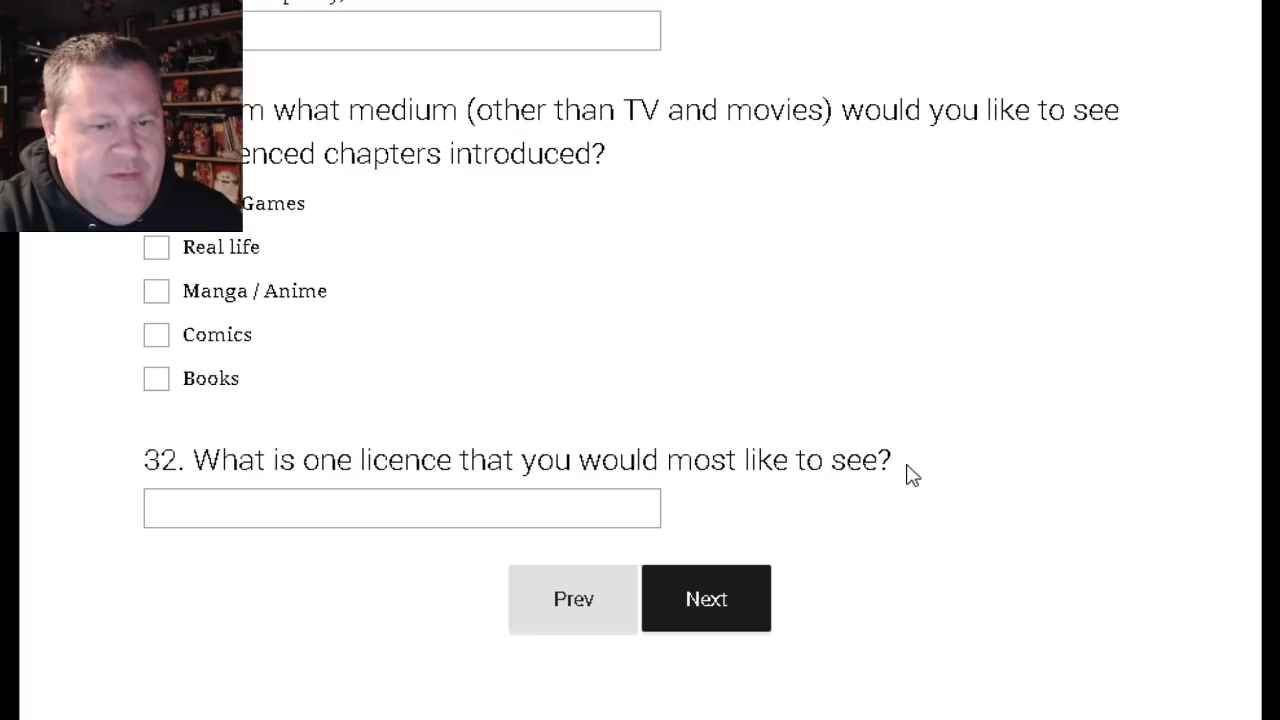 m what medium (other than TV and movies) would you like to see
enced chapters introduced?
Games
Real life
Manga / Anime
Comics
Books
32. What is one licence that you would most like to see?
Prev
Next